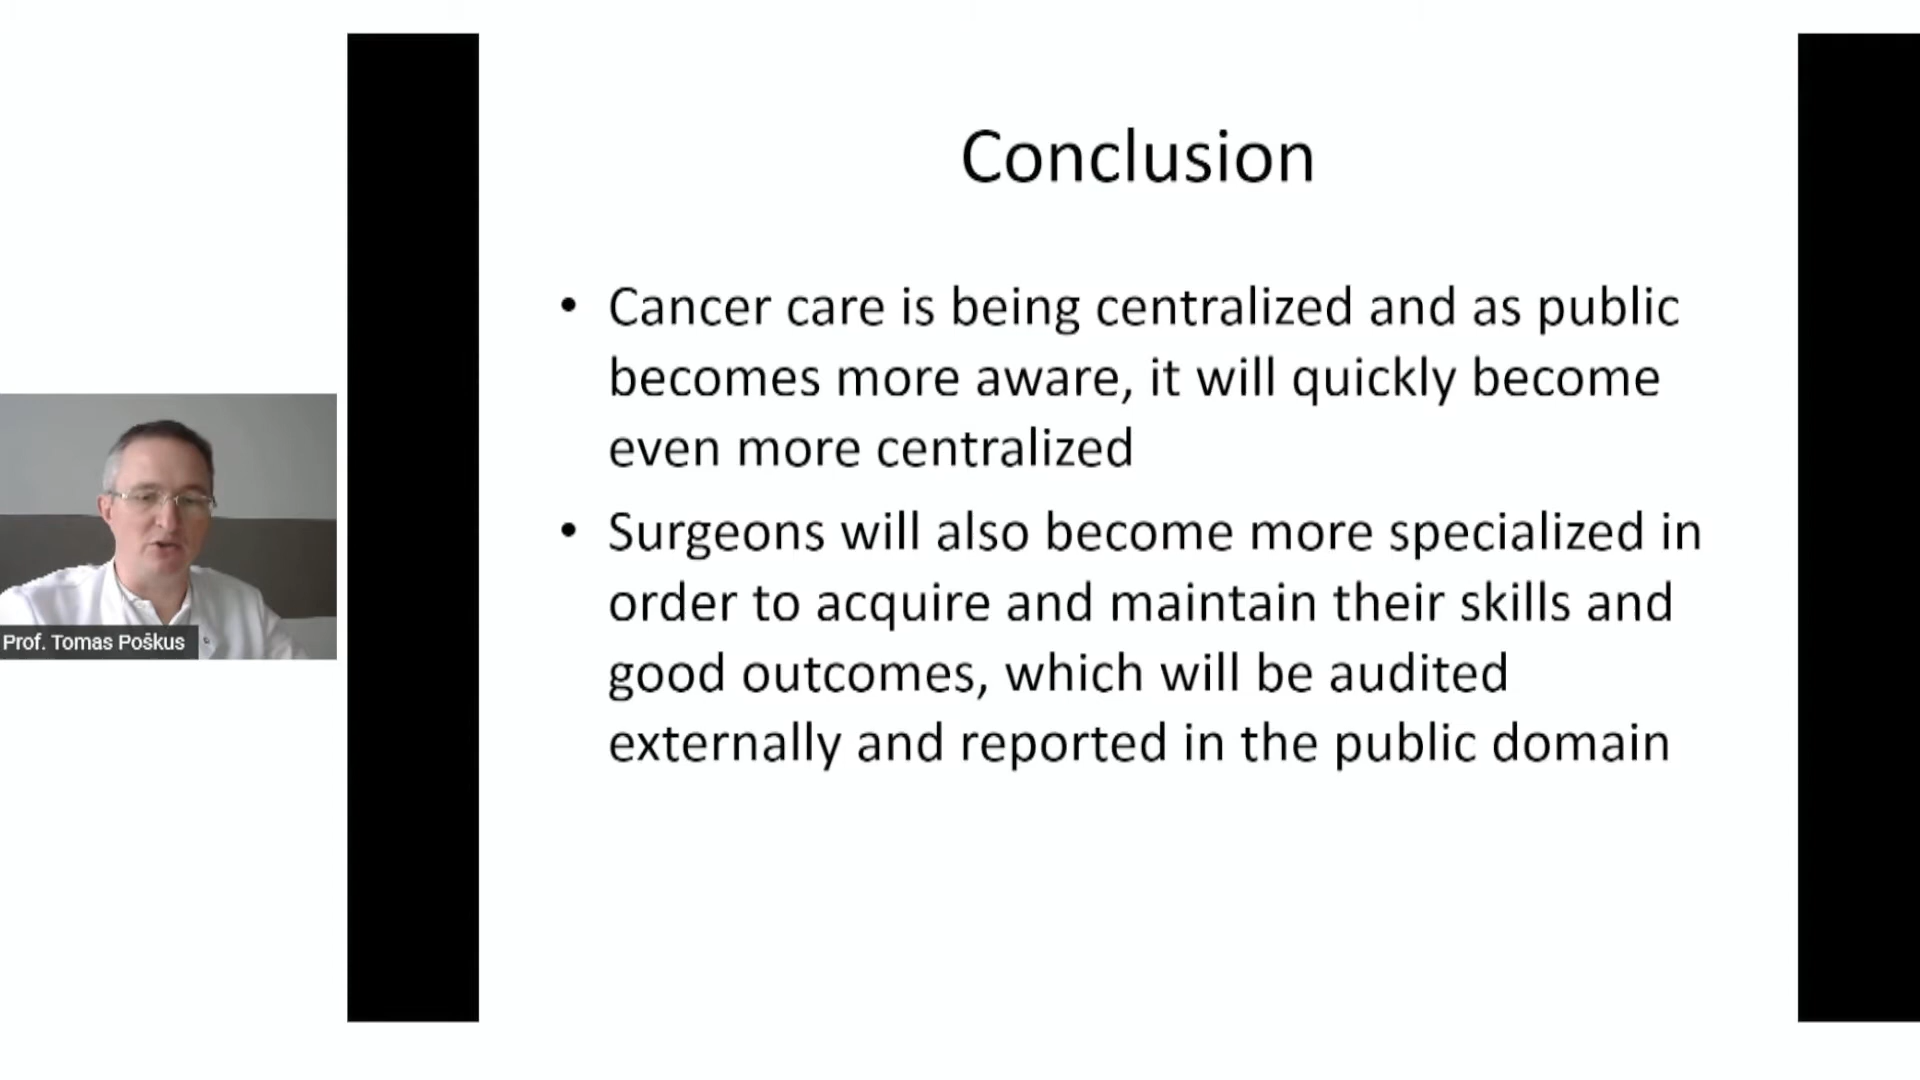 Conclusion
• Cancer care is being centralized and as public
becomes more aware, it will quickly become
even more centralized
• Surgeons will also become more specialized in
order to acquire and maintain their skills and
good outcomes, which will be audited
externally and reported in the public domain
Prof. Tomas Poškus